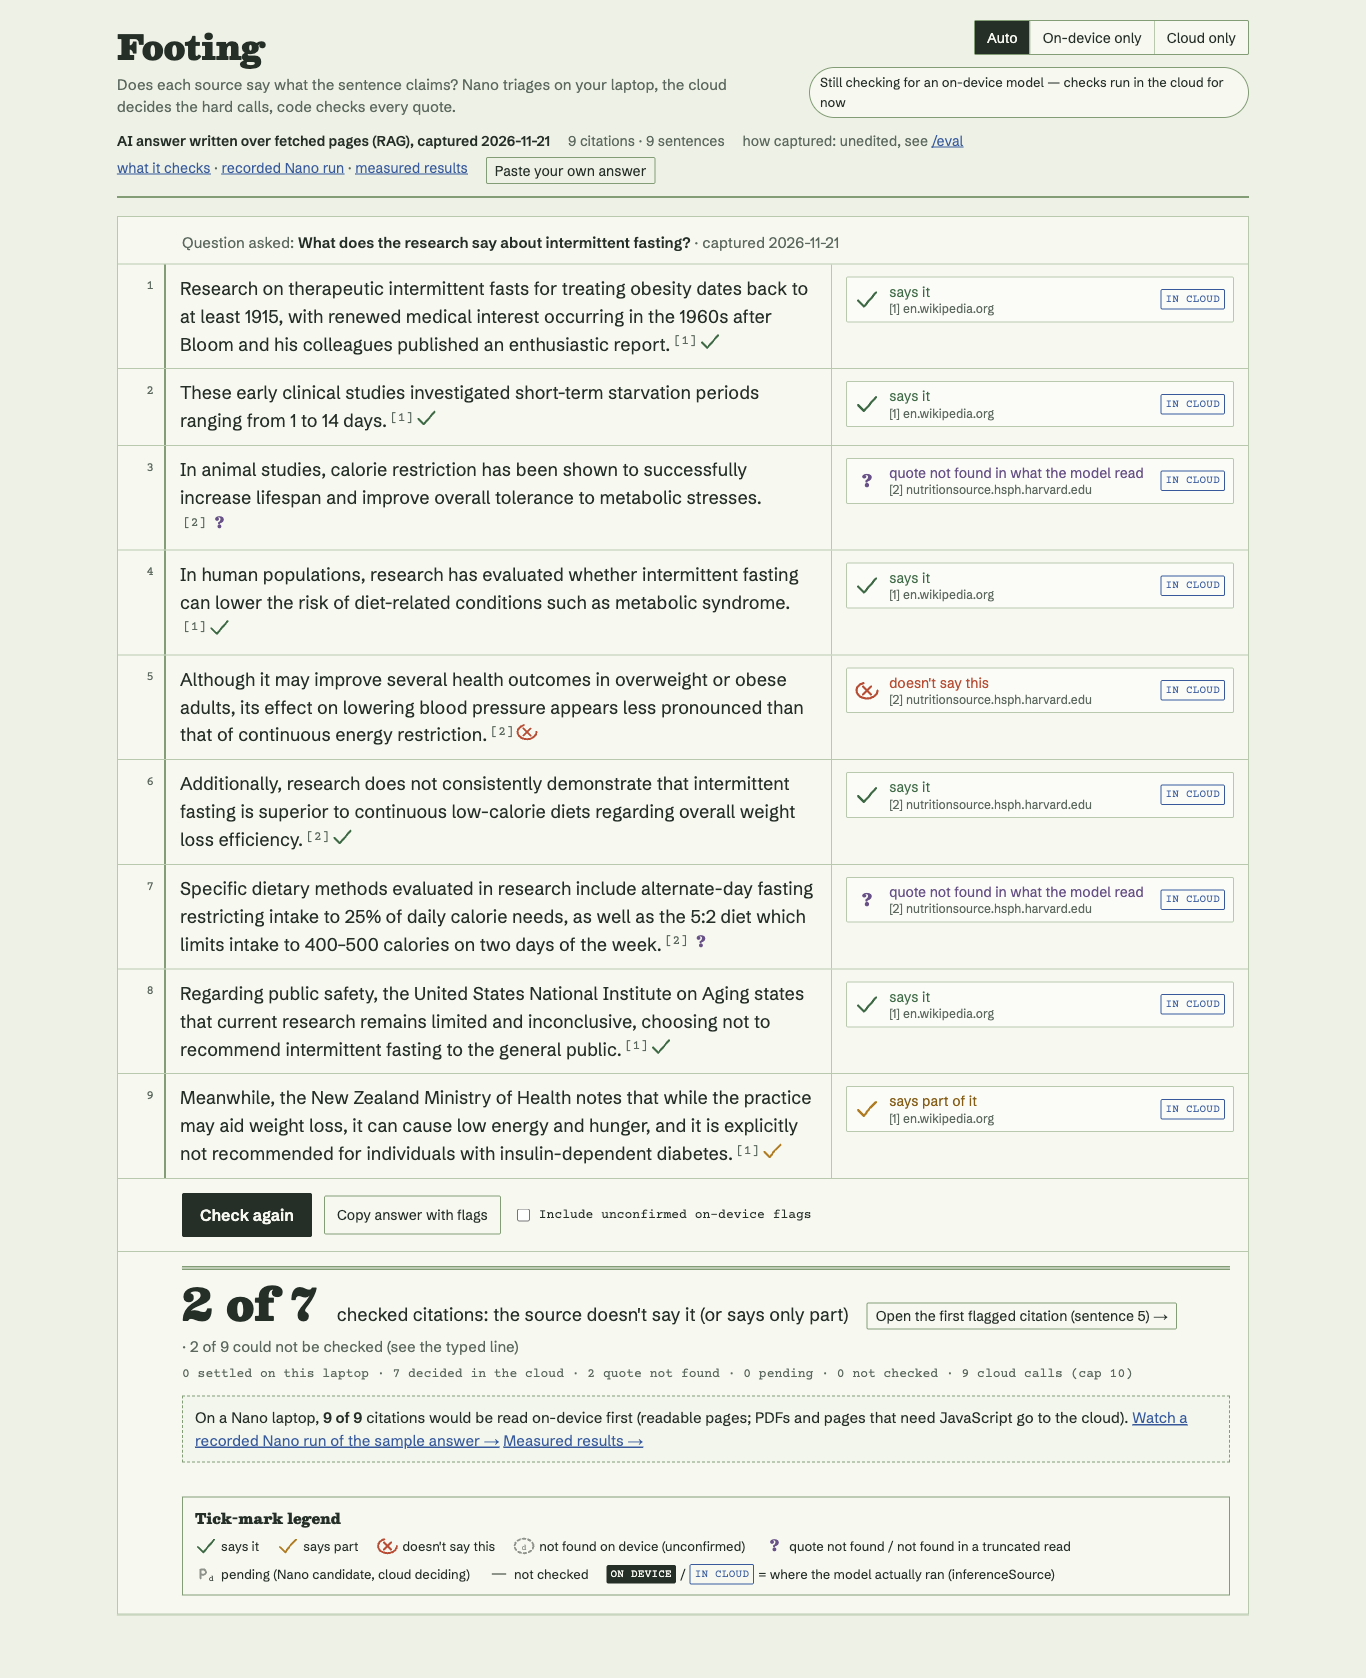 Footing
Does each source say what the sentence claims? Nano triages on your laptop, the cloud
decides the hard calls, code checks every quote.
Auto On-device only Cloud only
Still checking for an on-device model — checks run in the cloud for
now
AI answer written over fetched pages (RAG), captured 2026-11-21 9 citations · 9 sentences how captured: unedited, see /eval
what it checks · recorded Nano run · measured results Paste your own answer
Question asked: What does the research say about intermittent fasting? · captured 2026-11-21
1
Research on therapeutic intermittent fasts for treating obesity dates back to
at least 1915, with renewed medical interest occurring in the 1960s after
Bloom and his colleagues published an enthusiastic report. [1]
says it
[1] en.wikipedia.org
IN CLOUD
2
These early clinical studies investigated short-term starvation periods
ranging from 1 to 14 days. [1]
says it
[1] en.wikipedia.org
IN CLOUD
3
In animal studies, calorie restriction has been shown to successfully
increase lifespan and improve overall tolerance to metabolic stresses.
[2] ?
? quote not found in what the model read
[2] nutritionsource.hsph.harvard.edu
IN CLOUD
4
In human populations, research has evaluated whether intermittent fasting
can lower the risk of diet-related conditions such as metabolic syndrome.
[1]
says it
[1] en.wikipedia.org
IN CLOUD
5
Although it may improve several health outcomes in overweight or obese
adults, its effect on lowering blood pressure appears less pronounced than
that of continuous energy restriction. [2]
doesn't say this
[2] nutritionsource.hsph.harvard.edu
IN CLOUD
6
Additionally, research does not consistently demonstrate that intermittent
fasting is superior to continuous low-calorie diets regarding overall weight
loss efficiency. [2]
says it
[2] nutritionsource.hsph.harvard.edu
IN CLOUD
7
Specific dietary methods evaluated in research include alternate-day fasting
restricting intake to 25% of daily calorie needs, as well as the 5:2 diet which
limits intake to 400–500 calories on two days of the week. [2] ?
? quote not found in what the model read
[2] nutritionsource.hsph.harvard.edu
IN CLOUD
8
Regarding public safety, the United States National Institute on Aging states
that current research remains limited and inconclusive, choosing not to
recommend intermittent fasting to the general public. [1]
says it
[1] en.wikipedia.org
IN CLOUD
9
Meanwhile, the New Zealand Ministry of Health notes that while the practice
may aid weight loss, it can cause low energy and hunger, and it is explicitly
not recommended for individuals with insulin-dependent diabetes. [1]
says part of it
[1] en.wikipedia.org
IN CLOUD
Check again Copy answer with flags Include unconfirmed on-device flags
2 of 7 checked citations: the source doesn't say it (or says only part) Open the first flagged citation (sentence 5) →
· 2 of 9 could not be checked (see the typed line)
0 settled on this laptop · 7 decided in the cloud · 2 quote not found · 0 pending · 0 not checked · 9 cloud calls (cap 10)
On a Nano laptop, 9 of 9 citations would be read on-device first (readable pages; PDFs and pages that need JavaScript go to the cloud). Watch a
recorded Nano run of the sample answer → Measured results →
Tick-mark legend
says it says part doesn't say this d not found on device (unconfirmed) ? quote not found / not found in a truncated read
Pd pending (Nano candidate, cloud deciding) — not checked ON DEVICE / IN CLOUD = where the model actually ran (inferenceSource)